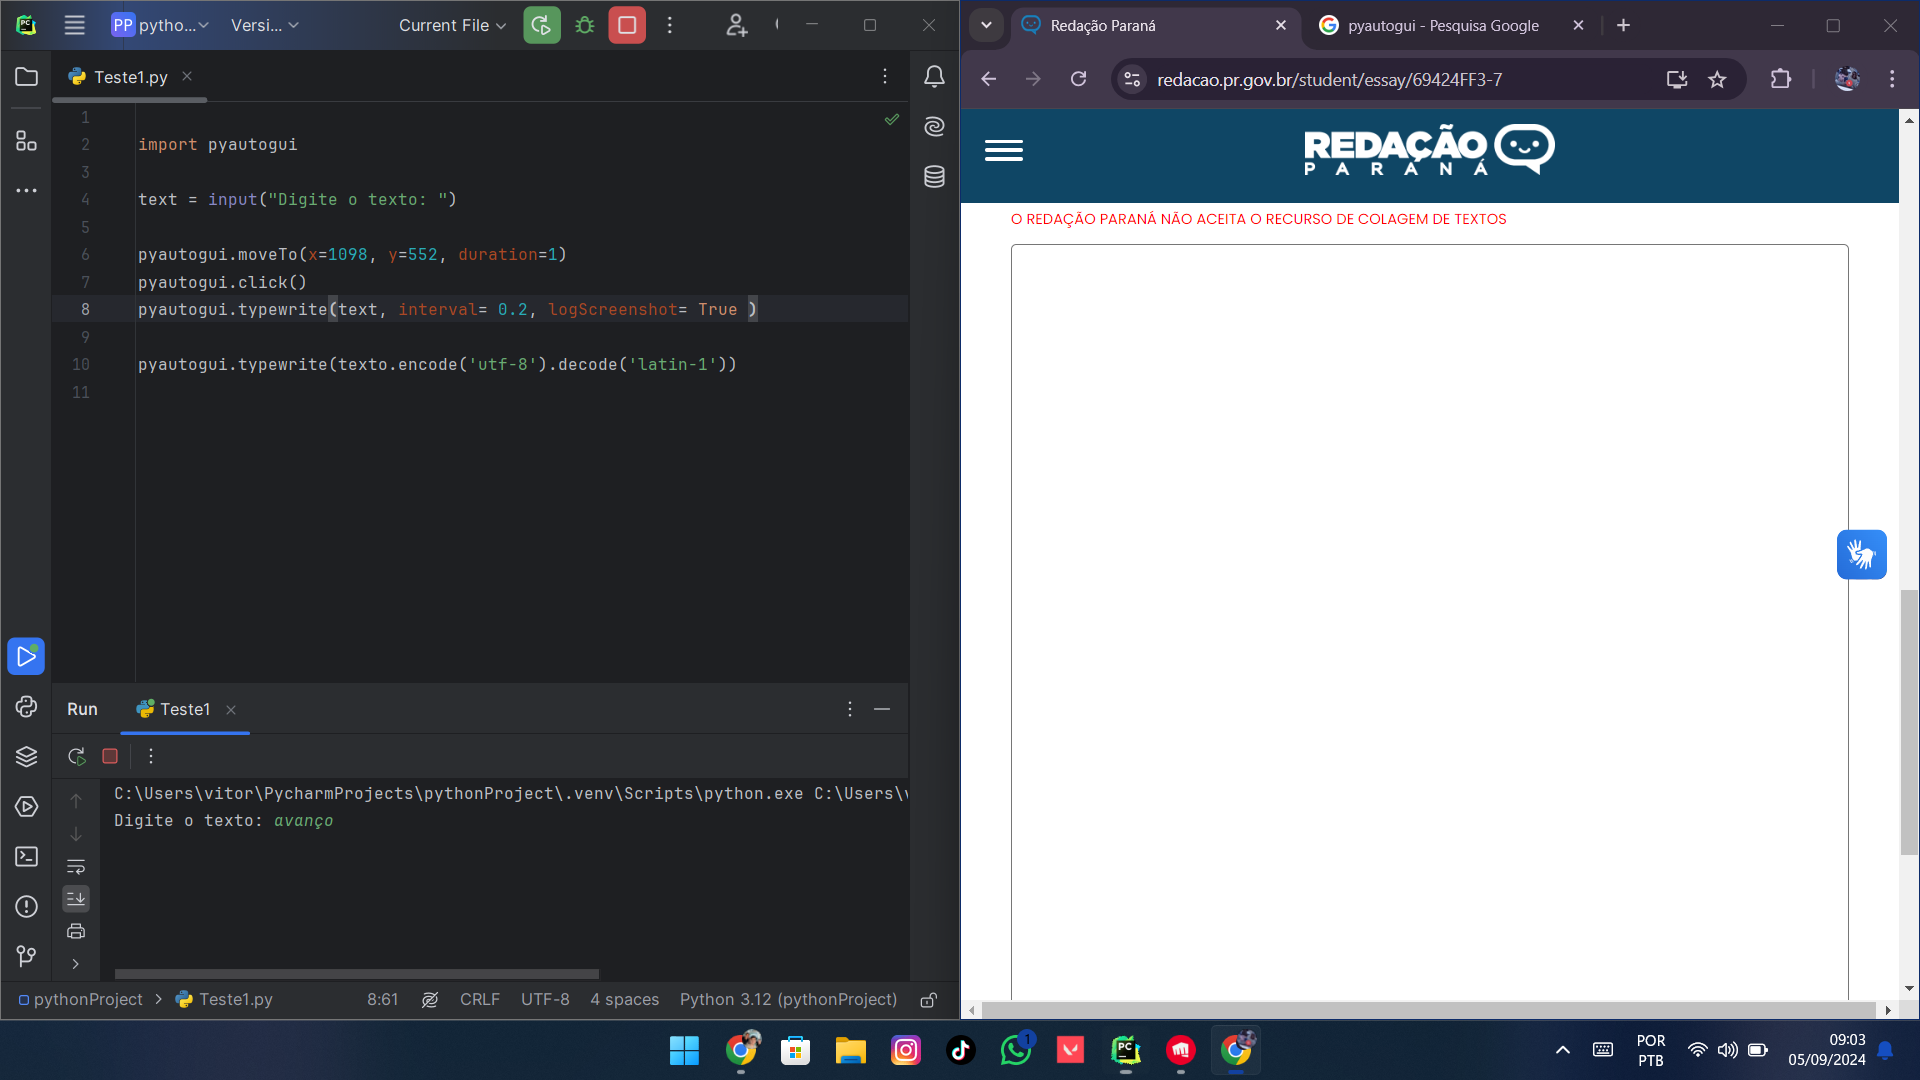 PP pytho... Versi... Current File
Teste1.py
1
2 import pyautogui
3
4 text = input("Digite o texto: ")
5
6 pyautogui.moveTo(x=1098, y=552, duration=1)
7 pyautogui.click()
8 pyautogui.typewrite(text, interval= 0.2, logScreenshot= True )
9
10 pyautogui.typewrite(texto.encode('utf-8').decode('latin-1'))
11
Run Teste1
C:\Users\vitor\PycharmProjects\pythonProject\.venv\Scripts\python.exe C:\Users\
Digite o texto: avanço
pythonProject > Teste1.py 8:61 CRLF UTF-8 4 spaces Python 3.12 (pythonProject)
Redação Paraná pyautogui - Pesquisa Google
redacao.pr.gov.br/student/essay/69424FF3-7
REDAÇÃO
PARANÁ
O REDAÇÃO PARANÁ NÃO ACEITA O RECURSO DE COLAGEM DE TEXTOS
PC
1
POR
PTB
09:03
05/09/2024